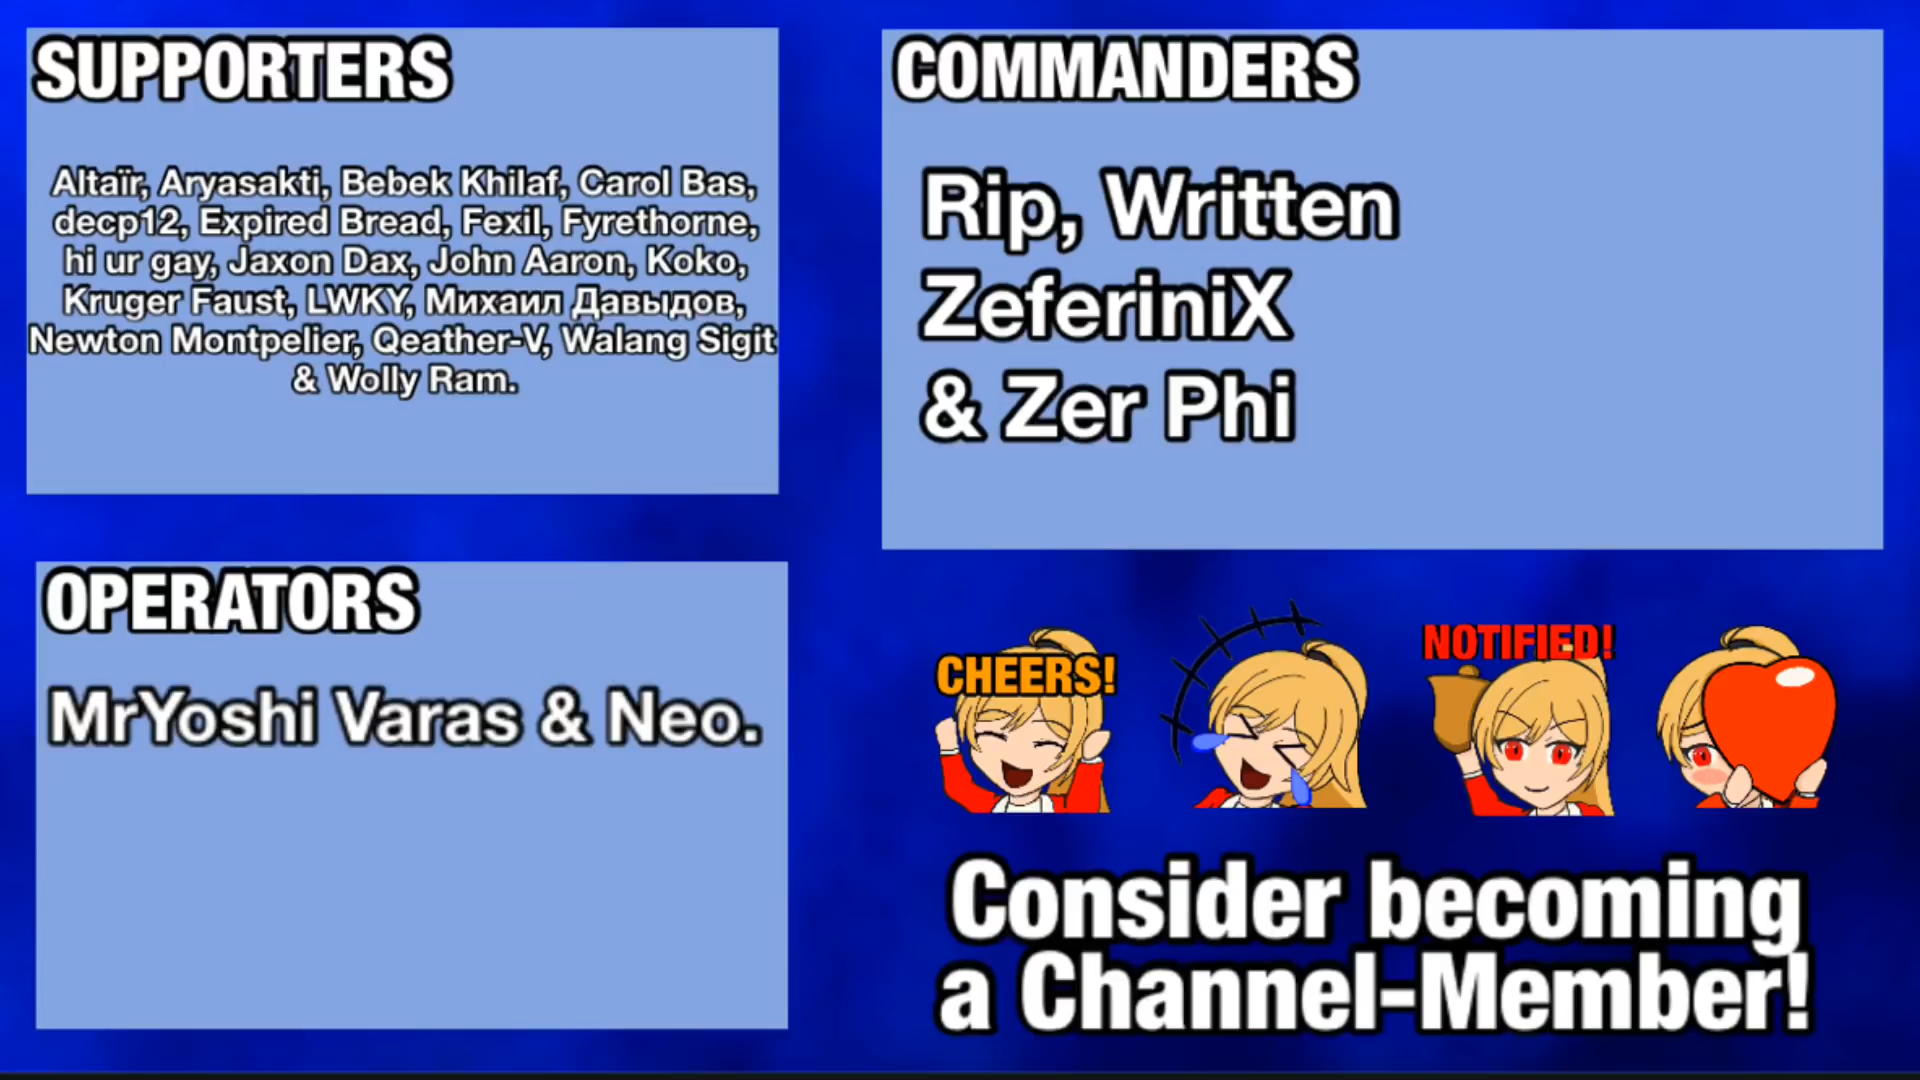 SUPPORTERS
Altaïr, Aryasakti, Bebek Khilaf, Carol Bas,
decp12, Expired Bread, Fexil, Fyrethorne,
hi ur gay, Jaxon Dax, John Aaron, Koko,
Kruger Faust, LWKY, Михаил Давыдов,
Newton Montpelier, Qeather-V, Walang Sigit
& Wolly Ram.
COMMANDERS
Rip, Written
ZeferiniX
& Zer Phi
OPERATORS
MrYoshi Varas & Neo.
CHEERS!
NOTIFIED!
Consider becoming
a Channel-Member!